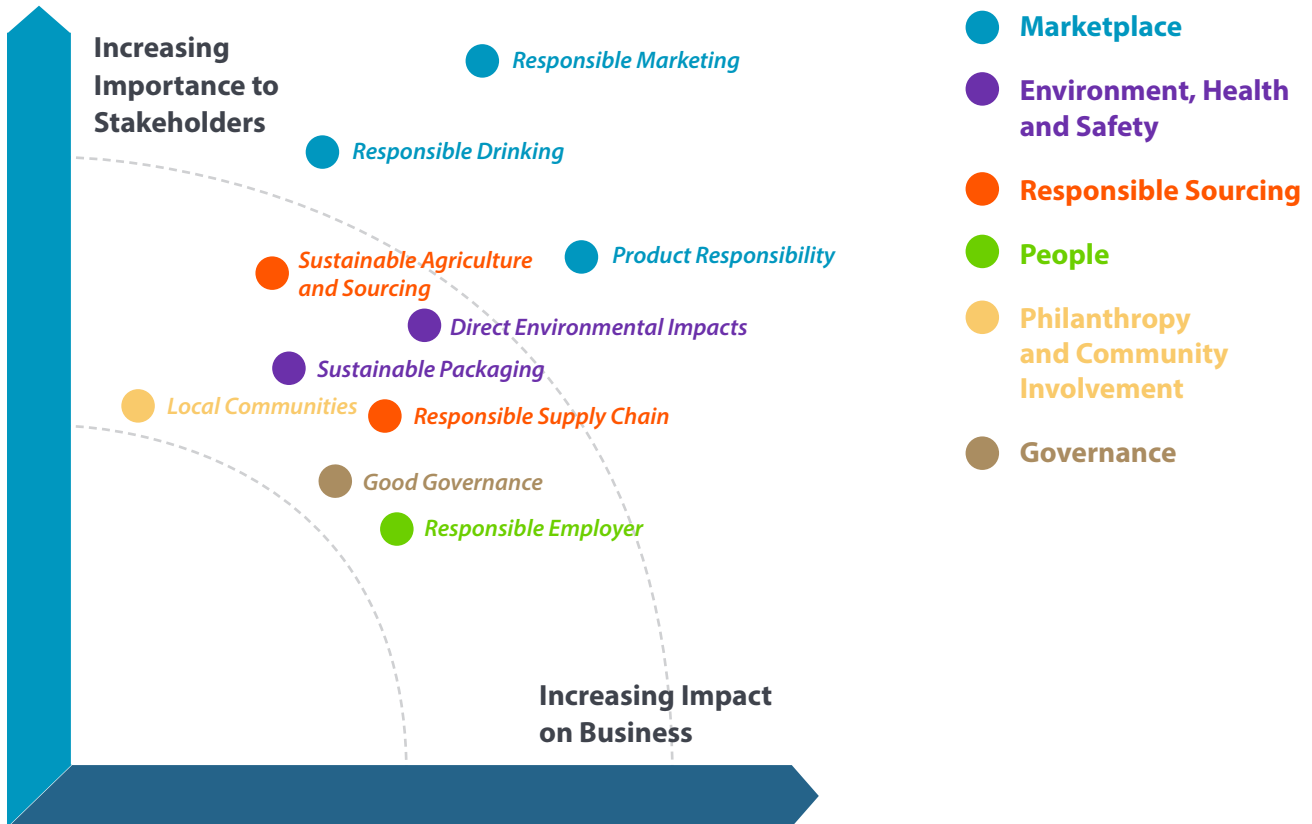 Increasing
Importance to
Stakeholders
Responsible Marketing
Responsible Drinking
Sustainable Agriculture
and Sourcing
Product Responsibility
Direct Environmental Impacts
Sustainable Packaging
Local Communities
Responsible Supply Chain
Good Governance
Responsible Employer
Increasing Impact
on Business
Marketplace
Environment, Health
and Safety
Responsible Sourcing
People
Philanthropy
and Community
Involvement
Governance